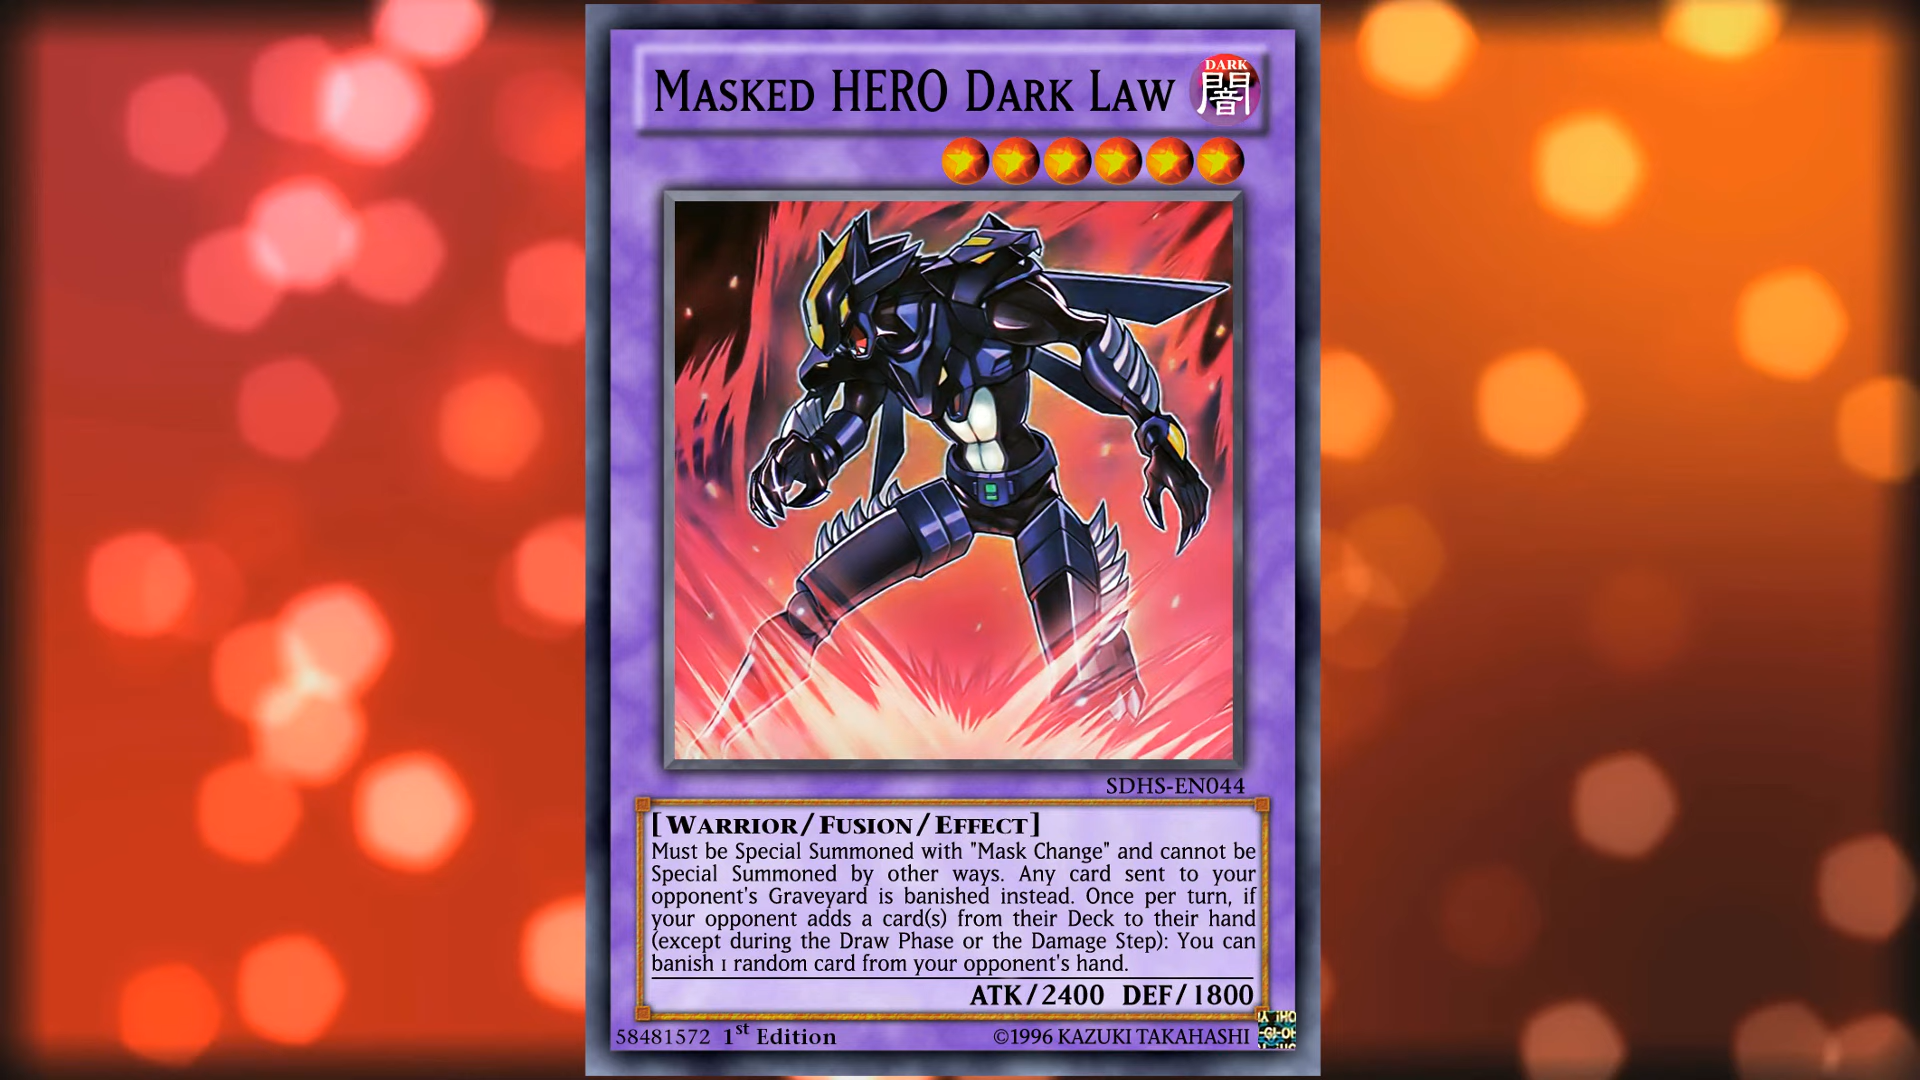 Masked HERO Dark Law
DARK
闇
SDHS-EN044
[Warrior/Fusion/Effect]
Must be Special Summoned with "Mask Change" and cannot be
Special Summoned by other ways. Any card sent to your
opponent's Graveyard is banished instead. Once per turn, if
your opponent adds a card(s) from their Deck to their hand
(except during the Draw Phase or the Damage Step): You can
banish 1 random card from your opponent's hand.
ATK/2400 DEF/1800
58481572 1st Edition
©1996 KAZUKI TAKAHASHI